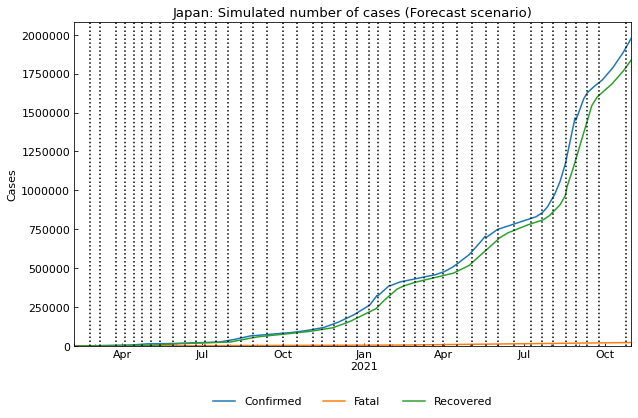 Japan: Simulated number of cases (Forecast scenario)
2000000
1750000
1500000
1250000
1000000
750000
500000
250000
0
Cases
Apr Jul Oct Jan Apr Jul Oct
2021
Confirmed Fatal Recovered